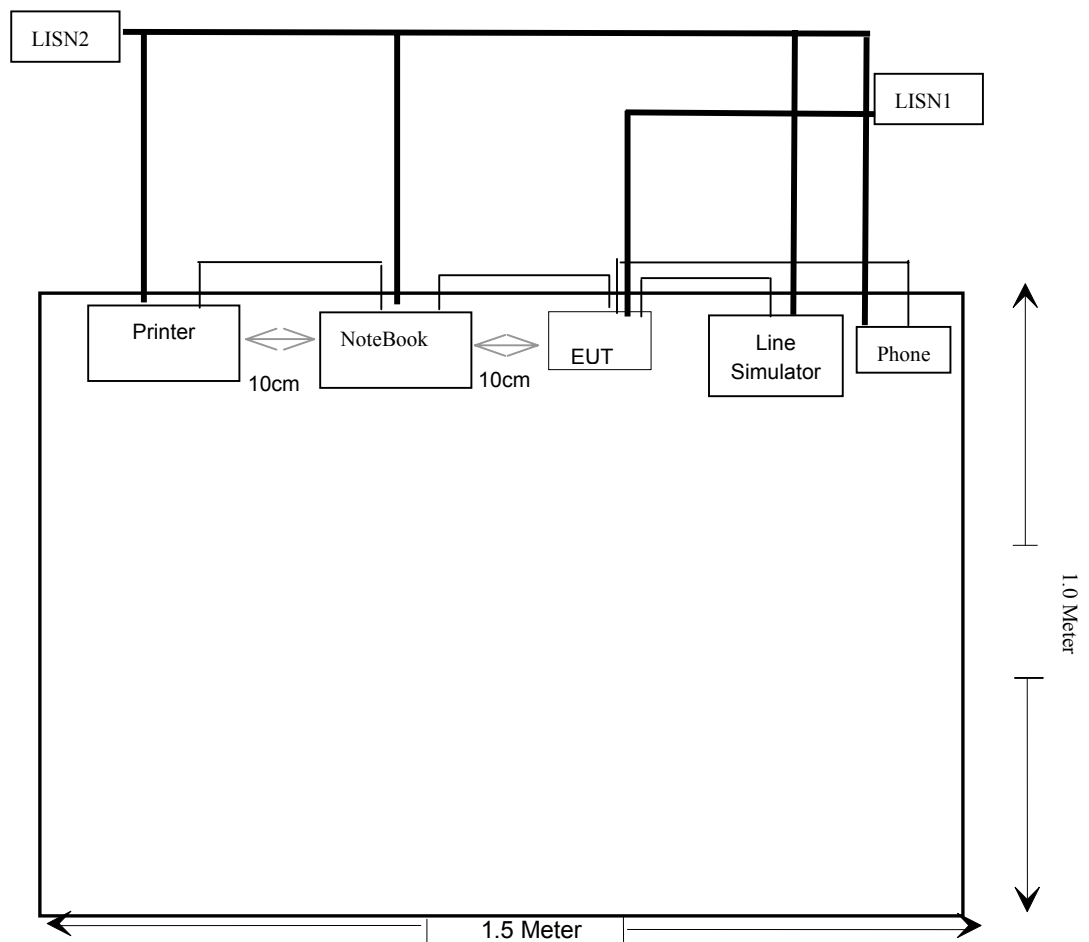 LISN2
LISN1
Printer
NoteBook
EUT
Line
Simulator
Phone
10cm
10cm
1.0 Meter
1.5 Meter